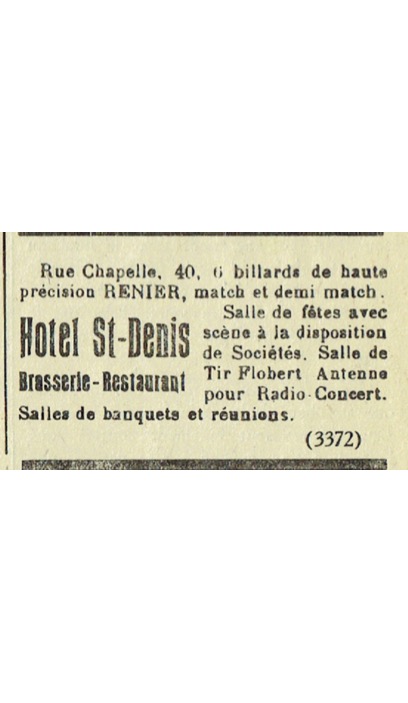 Rue Chapelle, 40, 6 billards de haute
précision RENIER, match et demi match.
Hotel St-Denis
Brasserie-Restaurant
Salle de fêtes avec
scène à la disposition
de Sociétés. Salle de
Tir Flobert Antenne
pour Radio-Concert.
Salles de banquets et réunions.
(3372)